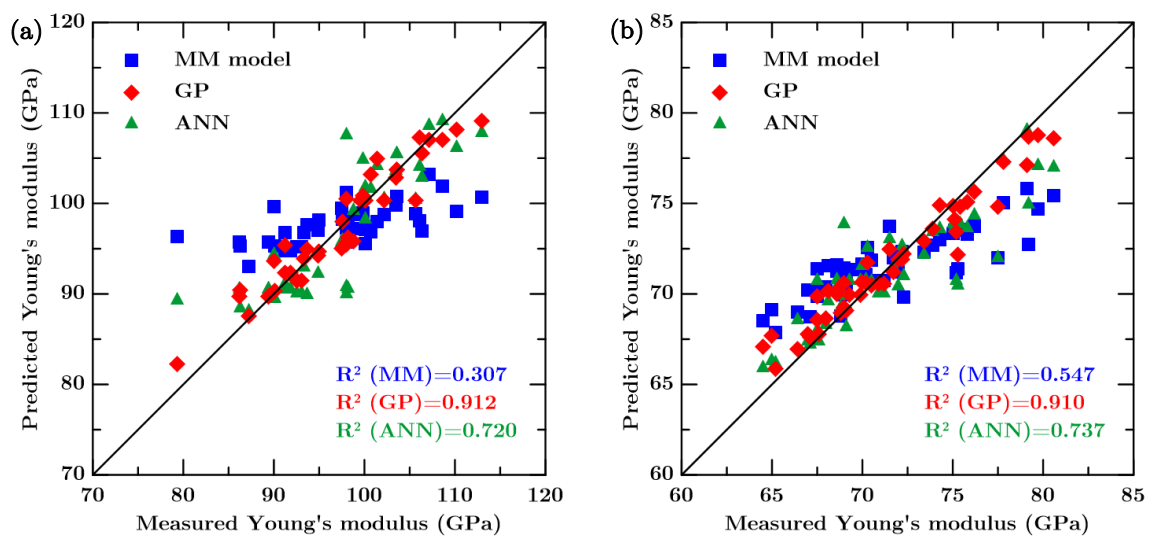 (a)
120
110
100
90
80
70
Predicted Young's modulus (GPa)
MM model
GP
ANN
R² (MM)=0.307
R² (GP)=0.912
R² (ANN)=0.720
70 80 90 100 110 120
Measured Young's modulus (GPa)
(b)
85
80
75
70
65
60
Predicted Young's modulus (GPa)
MM model
GP
ANN
R² (MM)=0.547
R² (GP)=0.910
R² (ANN)=0.737
60 65 70 75 80 85
Measured Young's modulus (GPa)